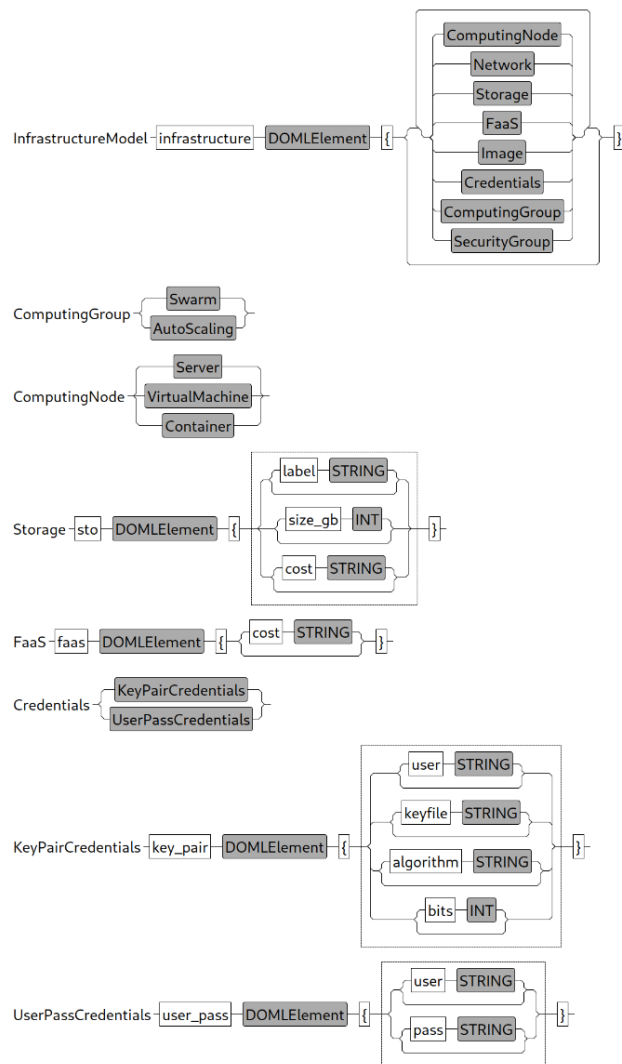 ComputingNode
Network
Storage
FaaS
InfrastructureModel infrastructure DOMLElement { }
Image
Credentials
ComputingGroup
SecurityGroup
Swarm
ComputingGroup
AutoScaling
Server
ComputingNode VirtualMachine
Container
label STRING
Storage sto DOMLElement { size_gb INT }
cost STRING
FaaS faas DOMLElement { cost STRING }
KeyPairCredentials
Credentials
UserPassCredentials
user STRING
keyfile STRING
KeyPairCredentials key_pair DOMLElement { }
algorithm STRING
bits INT
user STRING
UserPassCredentials user_pass DOMLElement { }
pass STRING